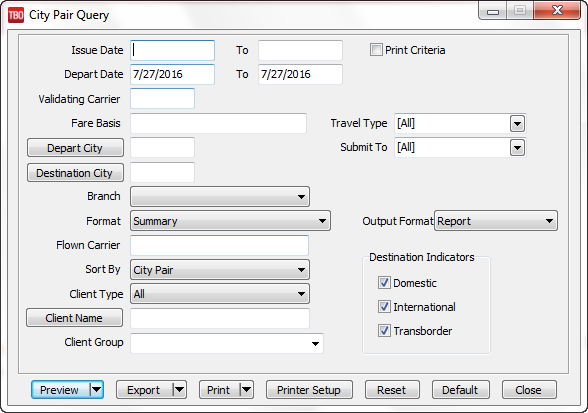 TBO City Pair Query
Issue Date To Print Criteria
Depart Date 7/27/2016 To 7/27/2016
Validating Carrier
Fare Basis Travel Type [All]
Depart City Submit To [All]
Destination City
Branch
Format Summary Output Format Report
Flown Carrier
Destination Indicators
Sort By City Pair
Domestic
Client Type All
International
Client Name
Transborder
Client Group
Preview Export Print Printer Setup Reset Default Close